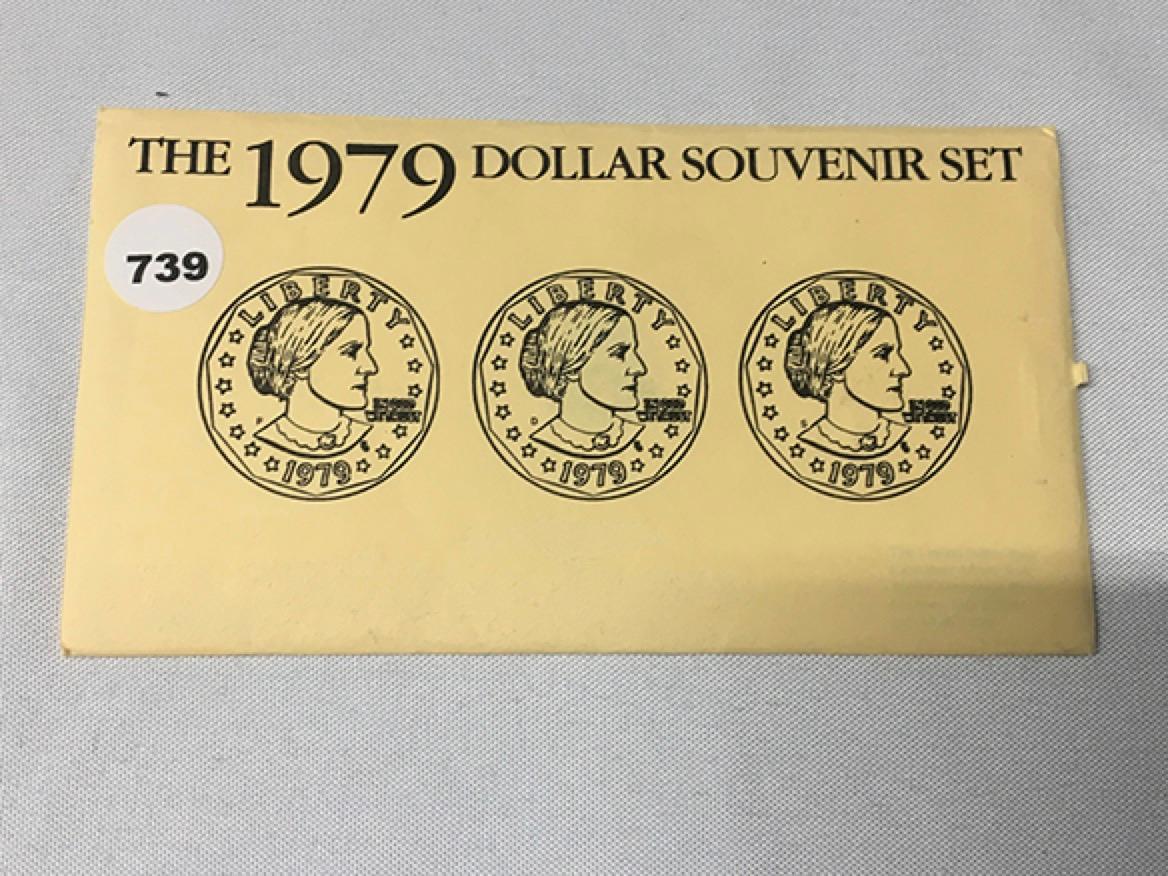 THE 1979 DOLLAR SOUVENIR SET
739
LIBERTY
P
1979
LIBERTY
D
1979
LIBERTY
S
1979